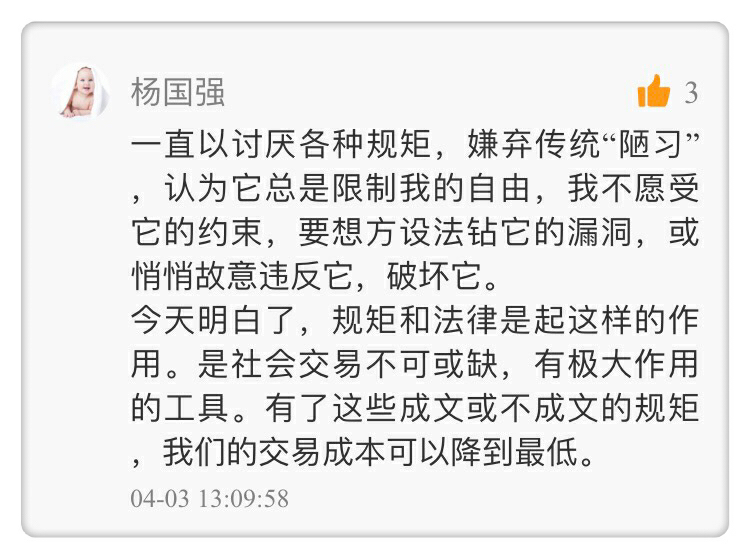 杨国强
3
一直以讨厌各种规矩，嫌弃传统“陋习”
，认为它总是限制我的自由，我不愿受
它的约束，要想方设法钻它的漏洞，或
悄悄故意违反它，破坏它。
今天明白了，规矩和法律是起这样的作
用。是社会交易不可或缺，有极大作用
的工具。有了这些成文或不成文的规矩
，我们的交易成本可以降到最低。
04-03 13:09:58